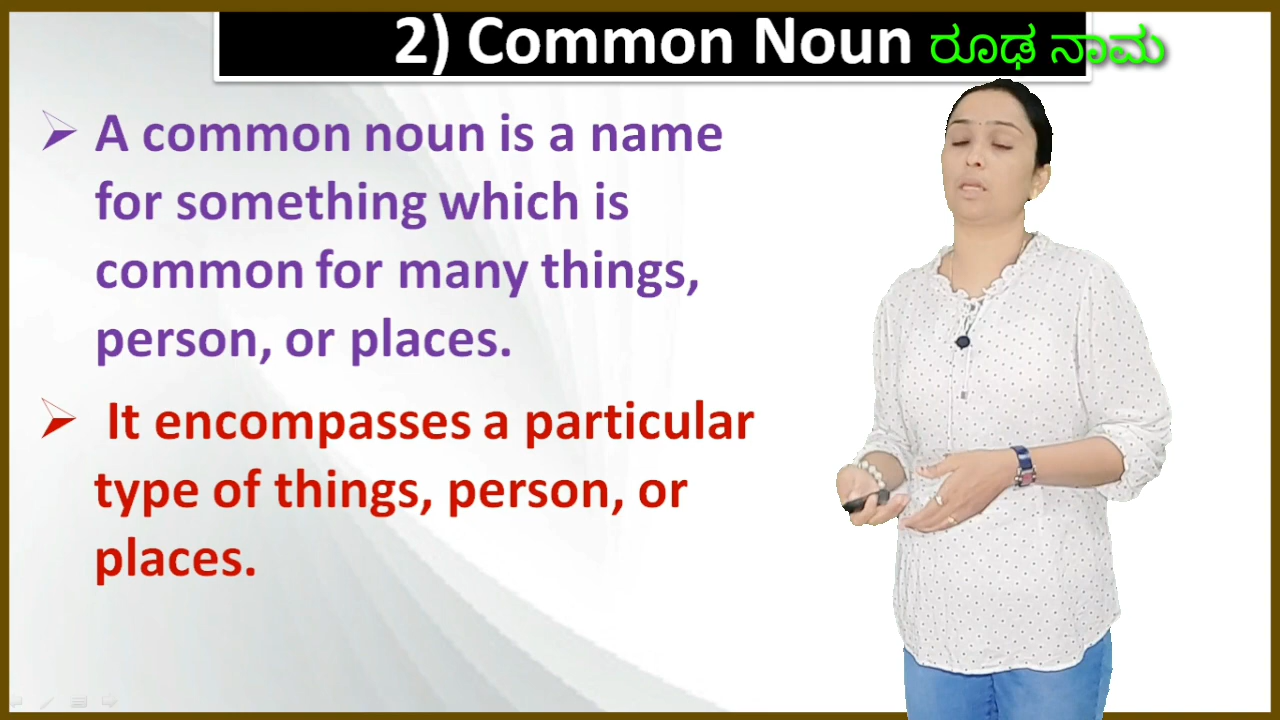 2) Common Noun ರೂಢ ನಾಮ
A common noun is a name
for something which is
common for many things,
person, or places.
It encompasses a particular
type of things, person, or
places.